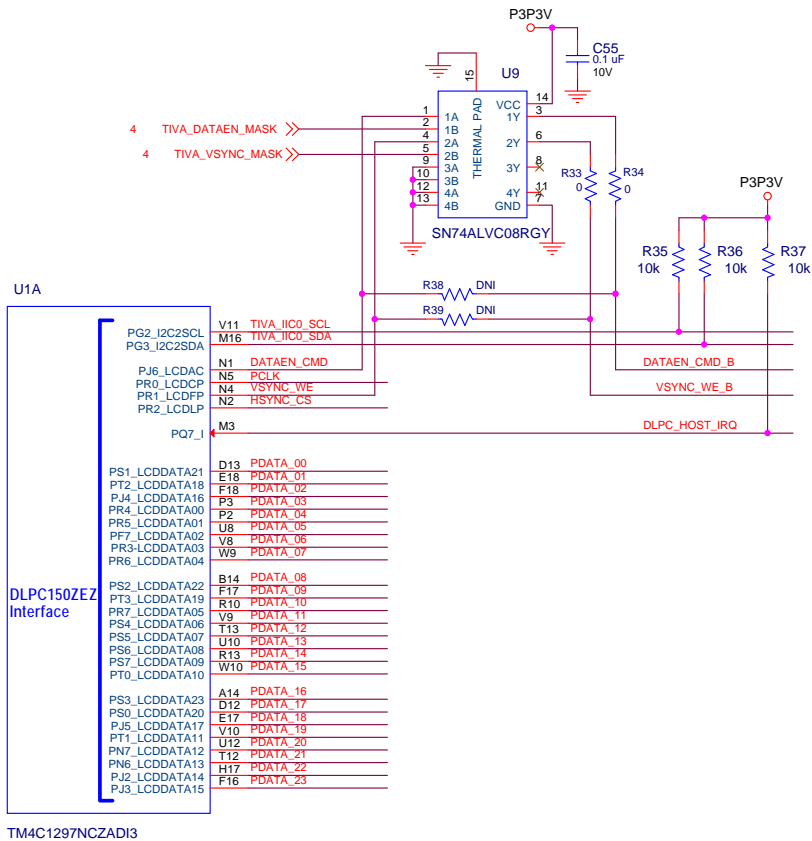 P3P3V
C55
0.1 uF
10V
U9
15
THERMAL PAD
1 1A VCC 14
2 1B 1Y 3
4 2A 2Y 6
5 2B
9 3A 3Y 8
10 3B
12 4A 4Y 11
13 4B GND 7
SN74ALVC08RGY
4 TIVA_DATAEN_MASK
4 TIVA_VSYNC_MASK
R33 0
R34 0
P3P3V
R35 10k
R36 10k
R37 10k
R38 DNI
R39 DNI
U1A
PG2_I2C2SCL V11 TIVA_IIC0_SCL
PG3_I2C2SDA M16 TIVA_IIC0_SDA
PJ6_LCDAC N1 DATAEN_CMD DATAEN_CMD_B
PR0_LCDCP N5 PCLK
PR1_LCDFP N4 VSYNC_WE VSYNC_WE_B
PR2_LCDLP N2 HSYNC_CS
PQ7_I M3 DLPC_HOST_IRQ
PS1_LCDDATA21 D13 PDATA_00
PT2_LCDDATA18 E18 PDATA_01
PJ4_LCDDATA16 F18 PDATA_02
PR4_LCDDATA00 P3 PDATA_03
PR5_LCDDATA01 P2 PDATA_04
PF7_LCDDATA02 U8 PDATA_05
PR3-LCDDATA03 V8 PDATA_06
PR6_LCDDATA04 W9 PDATA_07
DLPC150ZEZ
Interface
PS2_LCDDATA22 B14 PDATA_08
PT3_LCDDATA19 F17 PDATA_09
PR7_LCDDATA05 R10 PDATA_10
PS4_LCDDATA06 V9 PDATA_11
PS5_LCDDATA07 T13 PDATA_12
PS6_LCDDATA08 U10 PDATA_13
PS7_LCDDATA09 R13 PDATA_14
PT0_LCDDATA10 W10 PDATA_15
PS3_LCDDATA23 A14 PDATA_16
PS0_LCDDATA20 D12 PDATA_17
PJ5_LCDDATA17 E17 PDATA_18
PT1_LCDDATA11 V10 PDATA_19
PN7_LCDDATA12 U12 PDATA_20
PN6_LCDDATA13 T12 PDATA_21
PJ2_LCDDATA14 H17 PDATA_22
PJ3_LCDDATA15 F16 PDATA_23
TM4C1297NCZADI3